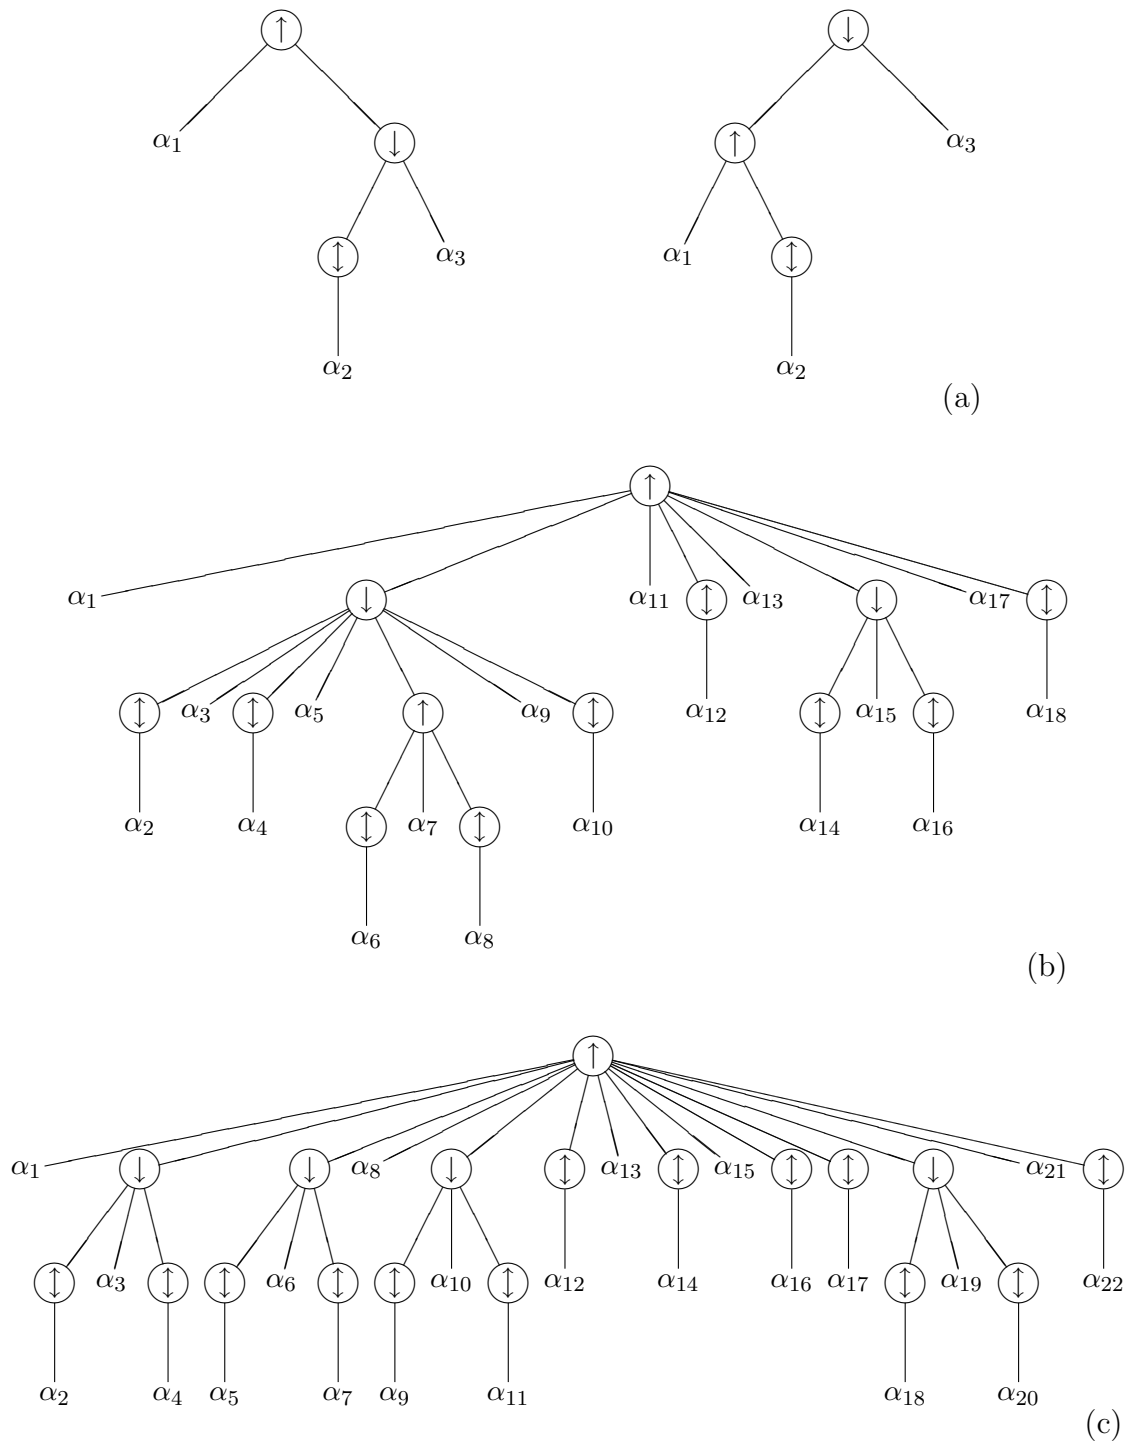 ↑ ↓
α₁ ↓ ↑ α₃
↕ α₃ α₁ ↕
α₂ α₂
(a)
↑
α₁ ↓ α₁₁ ↕ α₁₃ ↓ α₁₇ ↕
↕ α₃ ↕ α₅ ↑ α₉ ↕ α₁₂ ↕ α₁₅ ↕ α₁₈
α₂ α₄ ↕ α₇ ↕ α₁₀ α₁₄ α₁₆
α₆ α₈
(b)
↑
α₁ ↓ ↓ α₈ ↓ ↕ α₁₃ ↕ α₁₅ ↕ ↕ ↓ α₂₁ ↕
↕ α₃ ↕ ↕ α₆ ↕ ↕ α₁₀ ↕ α₁₂ α₁₄ α₁₆ α₁₇ ↕ α₁₉ ↕ α₂₂
α₂ α₄ α₅ α₇ α₉ α₁₁ α₁₈ α₂₀
(c)